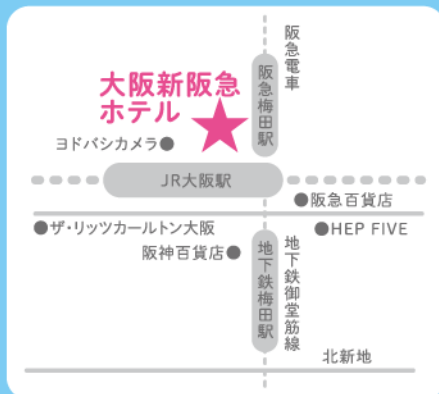 阪急電車
阪急梅田駅
大阪新阪急
ホテル
ヨドバシカメラ●
JR大阪駅
●阪急百貨店
●ザ・リッツカールトン大阪
●HEP FIVE
阪神百貨店●
地下鉄梅田駅
地下鉄御堂筋線
北新地